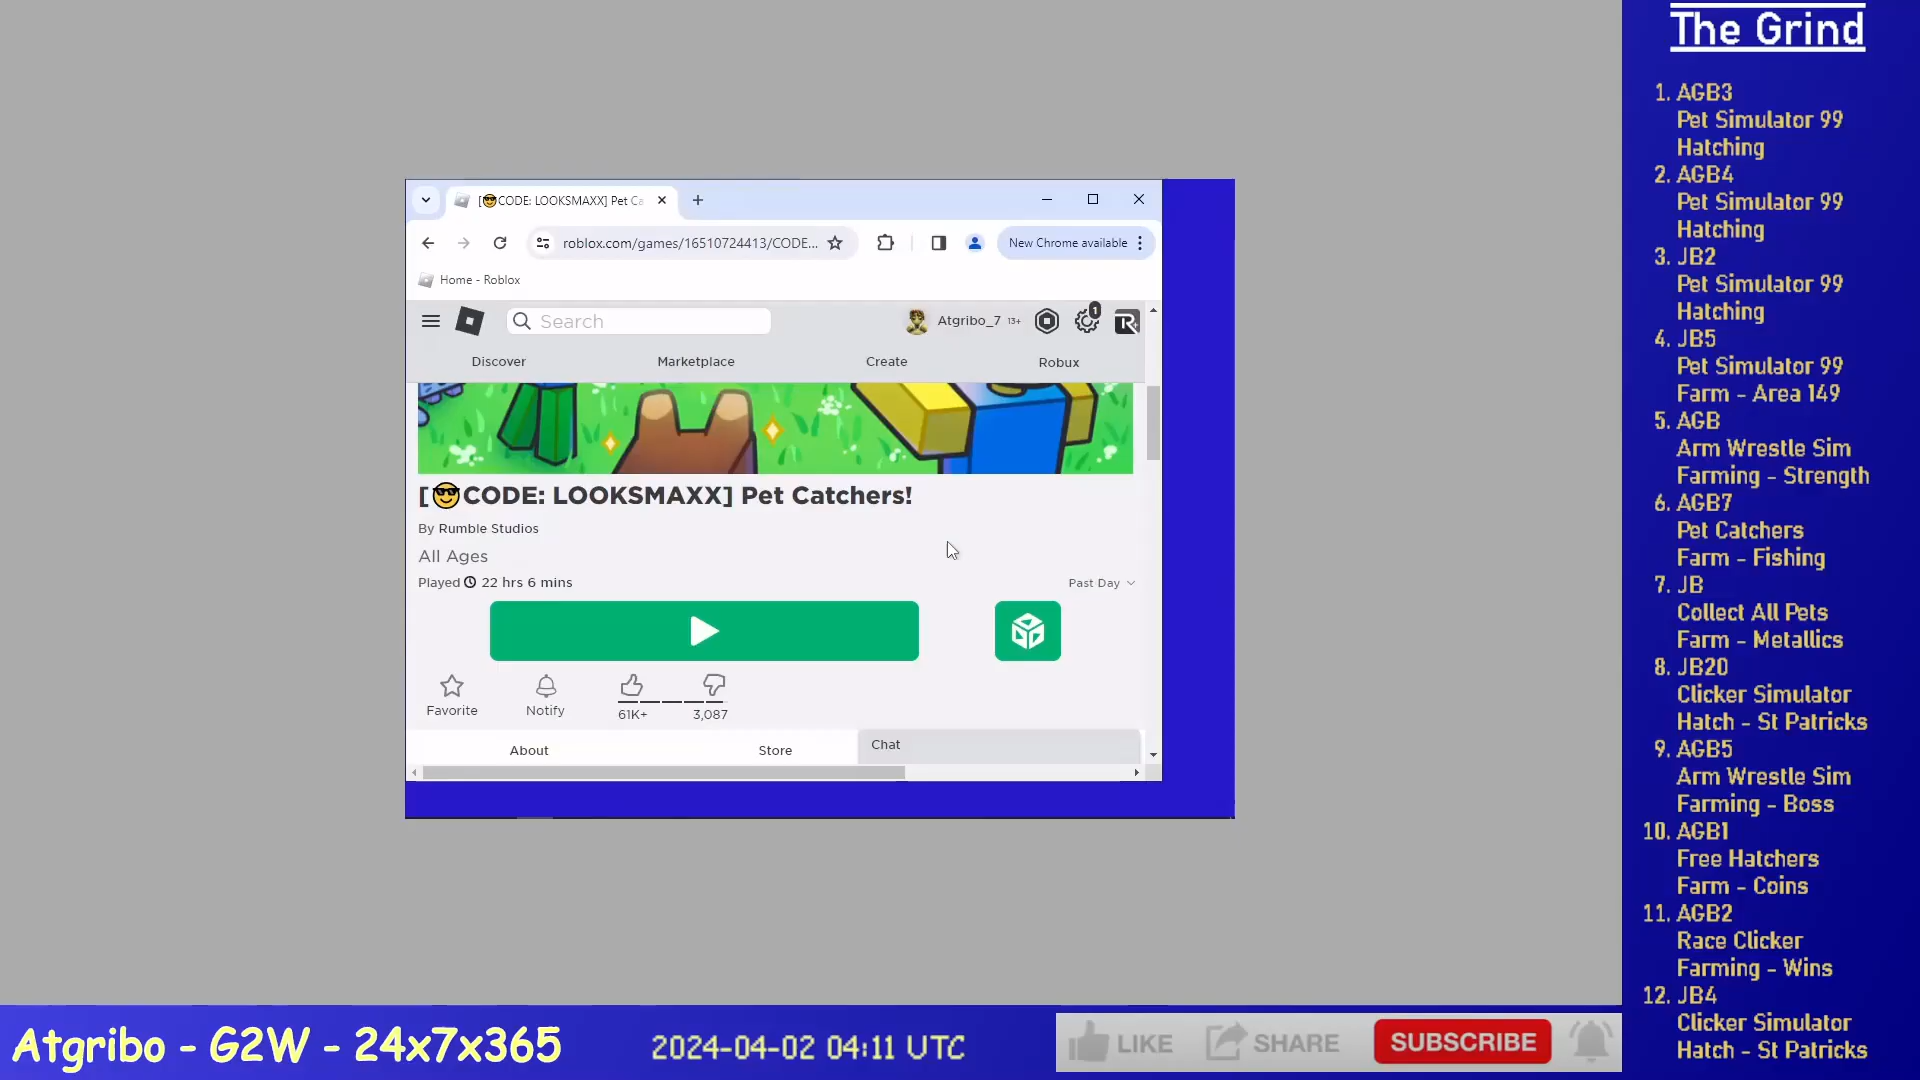 [😎CODE: LOOKSMAXX] Pet Ca
roblox.com/games/16510724413/CODE...
New Chrome available
Home - Roblox
Search
Atgribo_7 13+
1
Discover
Marketplace
Create
Robux
[😎CODE: LOOKSMAXX] Pet Catchers!
By Rumble Studios
All Ages
Played 22 hrs 6 mins
Past Day
Favorite
Notify
61K+
3,087
About
Store
Chat
The Grind
1. AGB3
Pet Simulator 99
Hatching
2. AGB4
Pet Simulator 99
Hatching
3. JB2
Pet Simulator 99
Hatching
4. JB5
Pet Simulator 99
Farm - Area 149
5. AGB
Arm Wrestle Sim
Farming - Strength
6. AGB7
Pet Catchers
Farm - Fishing
7. JB
Collect All Pets
Farm - Metallics
8. JB20
Clicker Simulator
Hatch - St Patricks
9. AGB5
Arm Wrestle Sim
Farming - Boss
10. AGB1
Free Hatchers
Farm - Coins
11. AGB2
Race Clicker
Farming - Wins
12. JB4
Clicker Simulator
Hatch - St Patricks
Atgribo - G2W - 24x7x365
2024-04-02 04:11 UTC
LIKE
SHARE
SUBSCRIBE